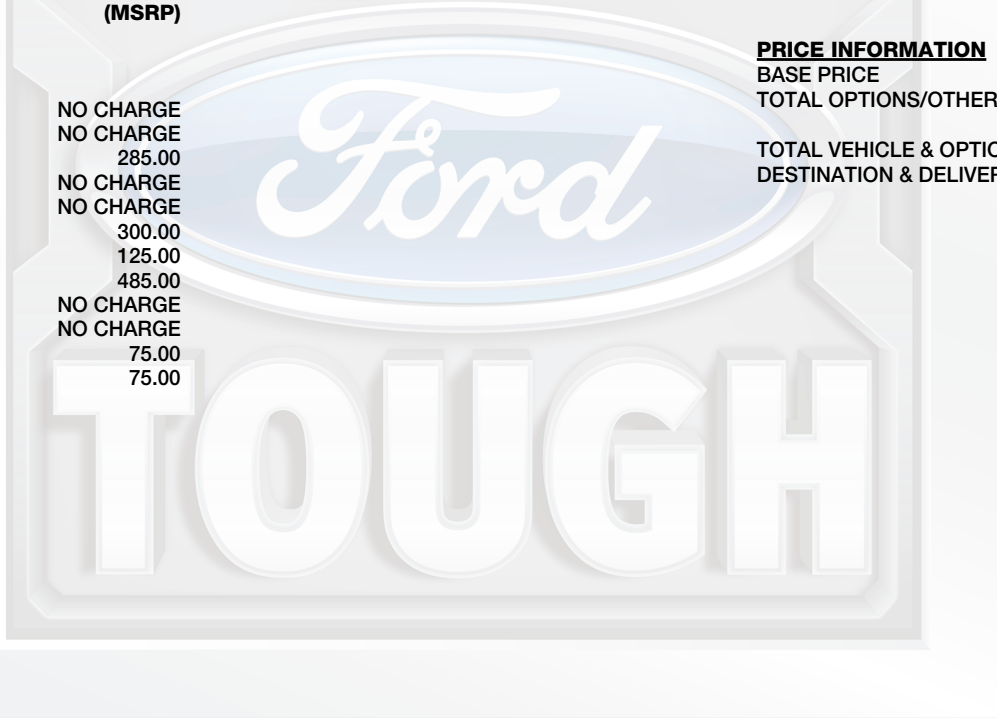 (MSRP)
NO CHARGE
NO CHARGE
285.00
NO CHARGE
NO CHARGE
300.00
125.00
485.00
NO CHARGE
NO CHARGE
75.00
75.00
PRICE INFORMATION
BASE PRICE
TOTAL OPTIONS/OTHER
TOTAL VEHICLE & OPTIO
DESTINATION & DELIVER
Ford
TOUGH